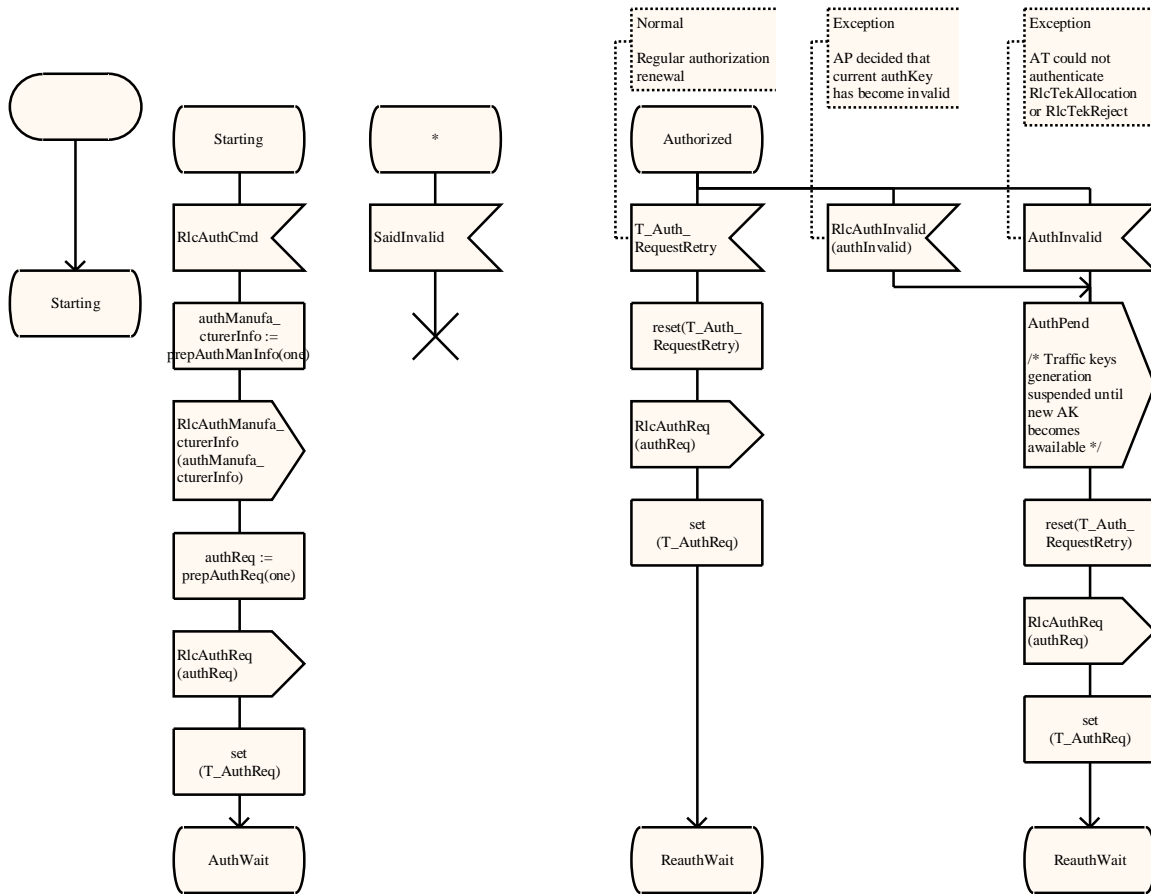 Starting
Starting
RlcAuthCmd
authManufa_
cturerInfo :=
prepAuthManInfo(one)
RlcAuthManufa_
cturerInfo
(authManufa_
cturerInfo)
authReq :=
prepAuthReq(one)
RlcAuthReq
(authReq)
set
(T_AuthReq)
AuthWait
*
SaidInvalid
Normal
Regular authorization
renewal
Authorized
T_Auth_
RequestRetry
reset(T_Auth_
RequestRetry)
RlcAuthReq
(authReq)
set
(T_AuthReq)
ReauthWait
Exception
AP decided that
current authKey
has become invalid
RlcAuthInvalid
(authInvalid)
Exception
AT could not
authenticate
RlcTekAllocation
or RlcTekReject
AuthInvalid
AuthPend
/* Traffic keys
generation
suspended until
new AK
becomes
awailable */
reset(T_Auth_
RequestRetry)
RlcAuthReq
(authReq)
set
(T_AuthReq)
ReauthWait